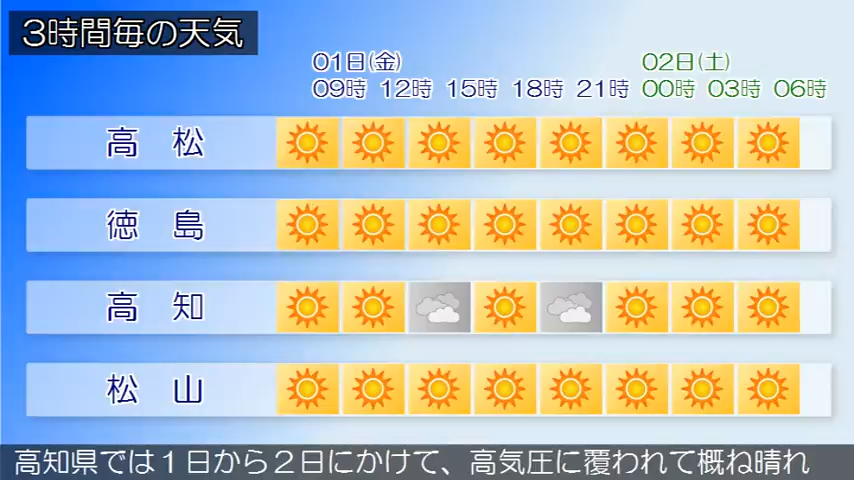 3時間毎の天気
01日(金) 02日(土)
09時 12時 15時 18時 21時 00時 03時 06時
高松
徳島
高知
松山
高知県では１日から２日にかけて、高気圧に覆われて概ね晴れ